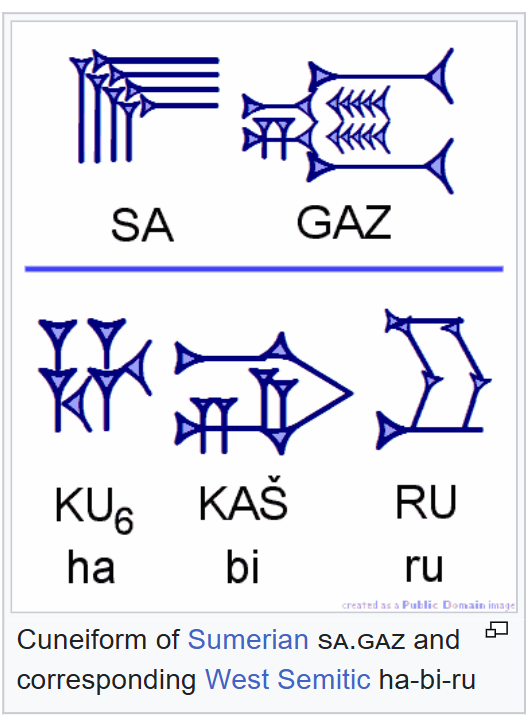 SA GAZ
KU₆ KAŠ RU
ha bi ru
created as a Public Domain image
Cuneiform of Sumerian SA.GAZ and
corresponding West Semitic ha-bi-ru